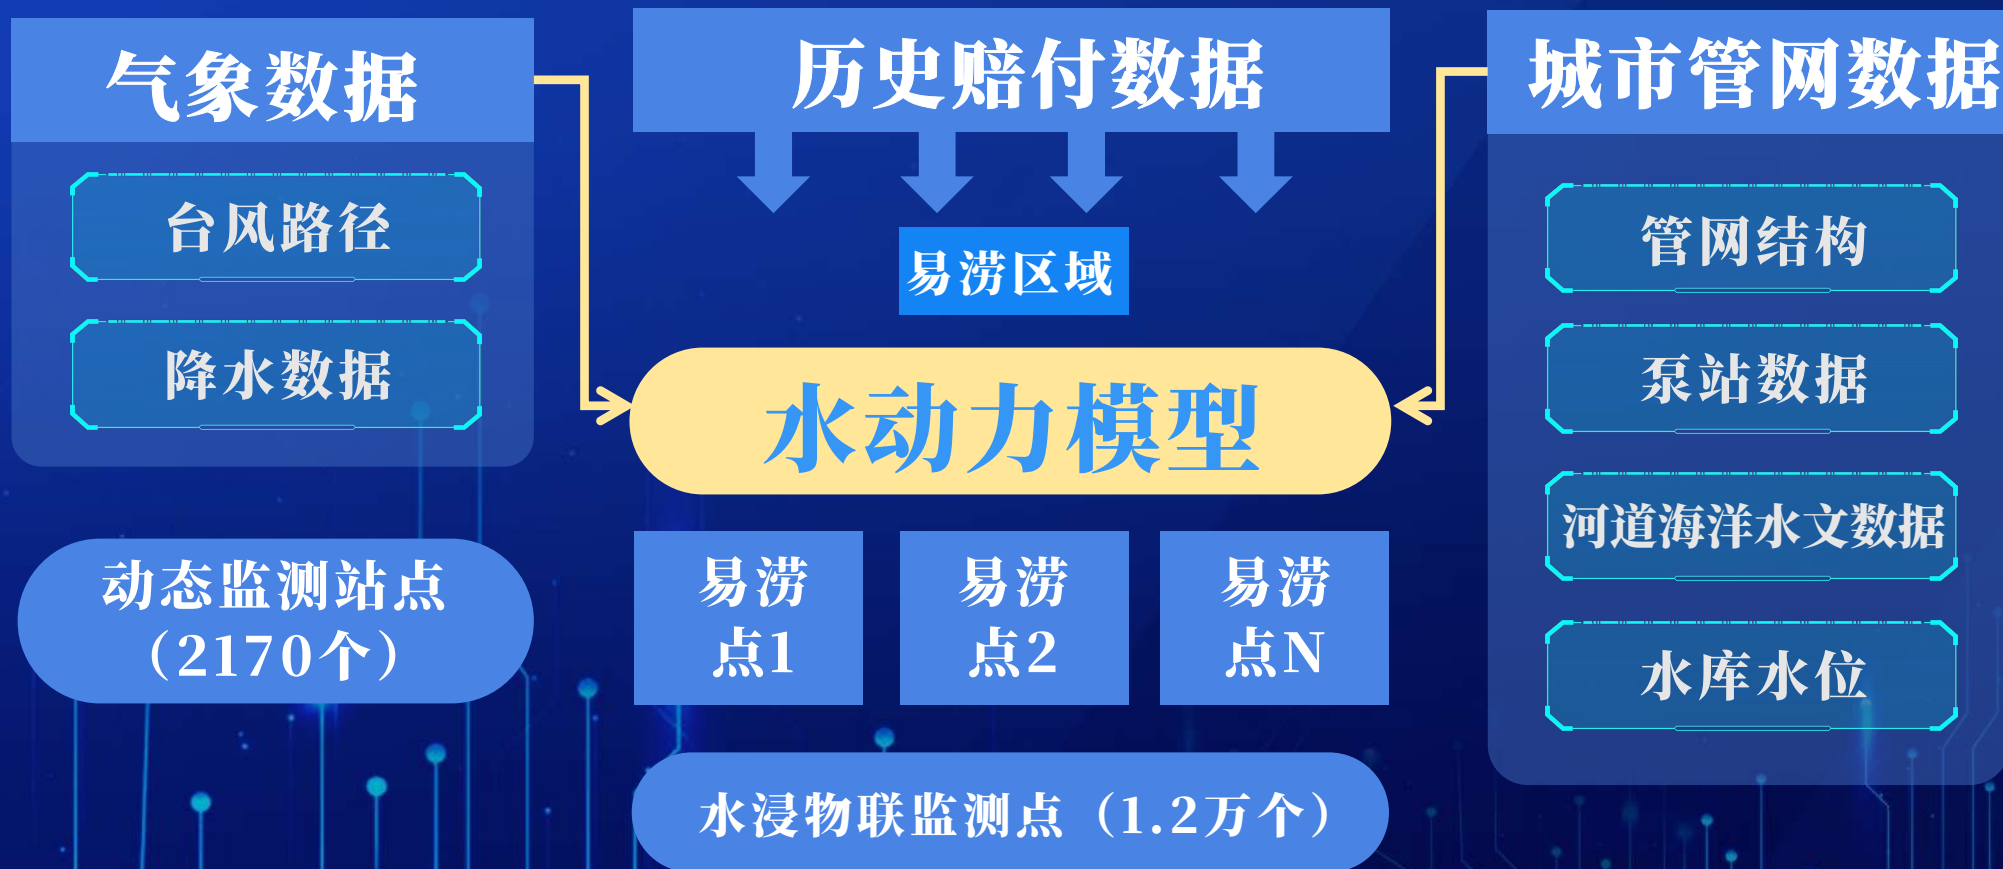 气象数据
台风路径
降水数据
动态监测站点
（2170个）
历史赔付数据
易涝区域
水动力模型
易涝
点1
易涝
点2
易涝
点N
水浸物联监测点（1.2万个）
城市管网数据
管网结构
泵站数据
河道海洋水文数据
水库水位